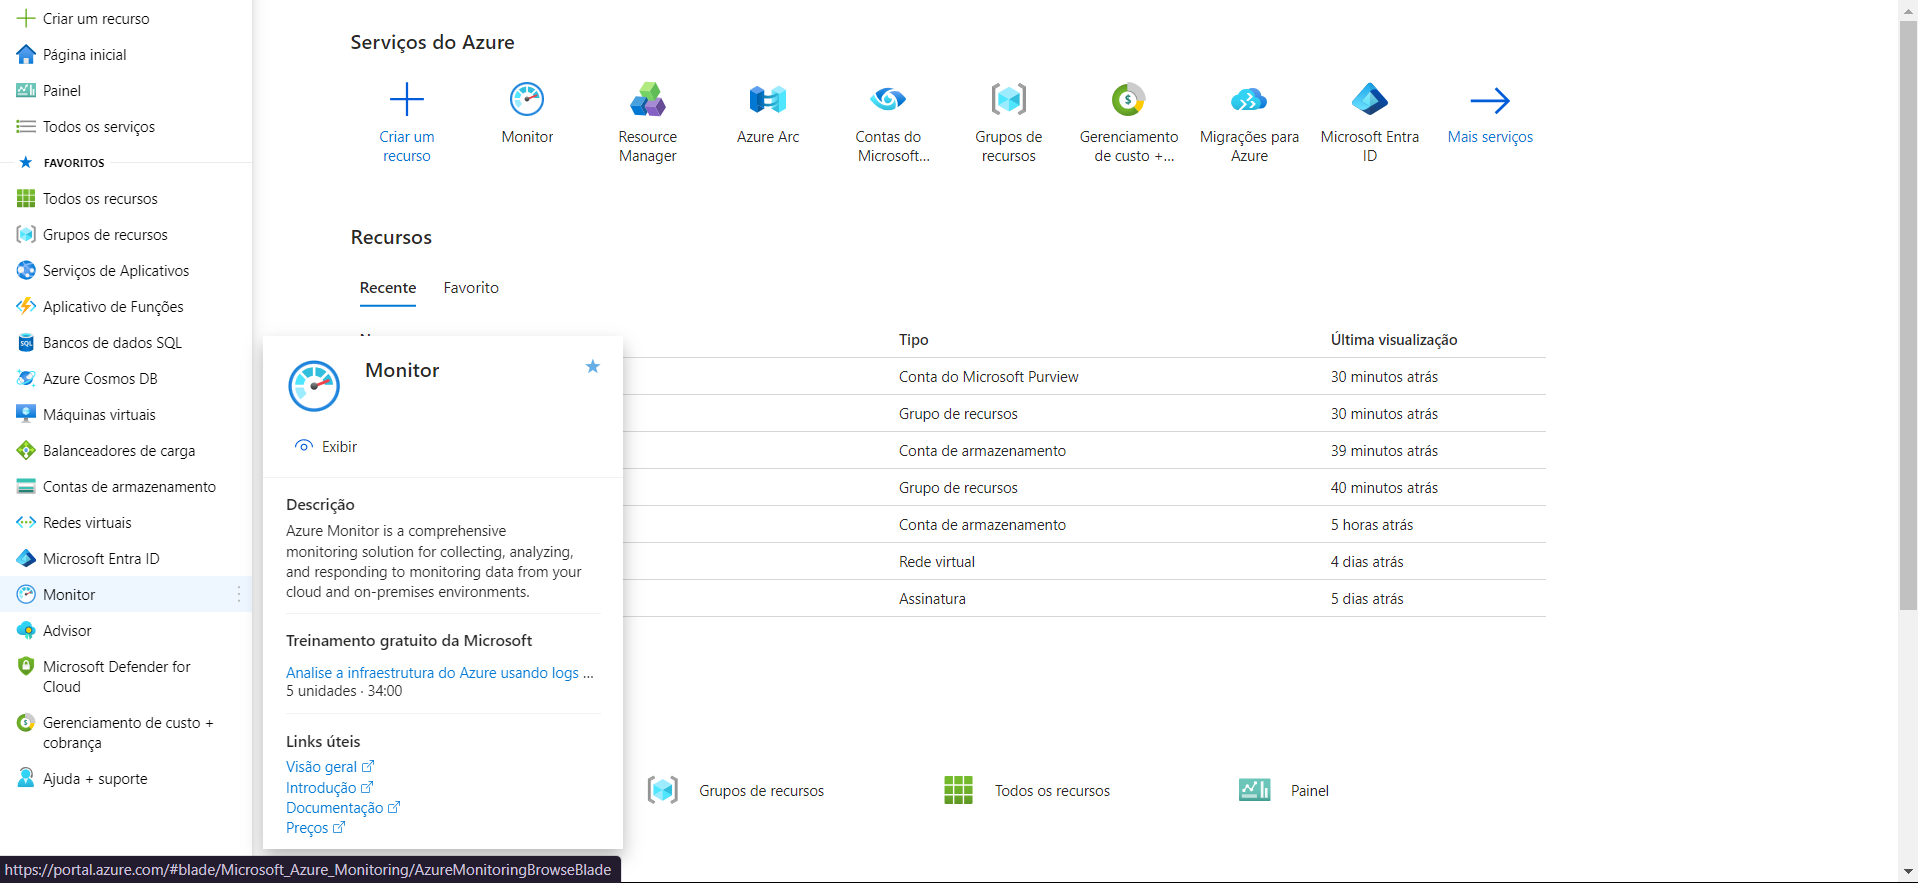 Criar um recurso
Página inicial
Painel
Todos os serviços
FAVORITOS
Todos os recursos
Grupos de recursos
Serviços de Aplicativos
Aplicativo de Funções
Bancos de dados SQL
Azure Cosmos DB
Máquinas virtuais
Balanceadores de carga
Contas de armazenamento
Redes virtuais
Microsoft Entra ID
Monitor
Advisor
Microsoft Defender for
Cloud
Gerenciamento de custo +
cobrança
Ajuda + suporte
Serviços do Azure
Criar um
recurso
Monitor
Resource
Manager
Azure Arc
Contas do
Microsoft...
Grupos de
recursos
Gerenciamento
de custo +...
Migrações para
Azure
Microsoft Entra
ID
Mais serviços
Recursos
Recente Favorito
Tipo Última visualização
Conta do Microsoft Purview 30 minutos atrás
Grupo de recursos 30 minutos atrás
Conta de armazenamento 39 minutos atrás
Grupo de recursos 40 minutos atrás
Conta de armazenamento 5 horas atrás
Rede virtual 4 dias atrás
Assinatura 5 dias atrás
Monitor
Exibir
Descrição
Azure Monitor is a comprehensive
monitoring solution for collecting, analyzing,
and responding to monitoring data from your
cloud and on-premises environments.
Treinamento gratuito da Microsoft
Analise a infraestrutura do Azure usando logs ...
5 unidades · 34:00
Links úteis
Visão geral
Introdução
Documentação
Preços
Grupos de recursos
Todos os recursos
Painel
https://portal.azure.com/#blade/Microsoft_Azure_Monitoring/AzureMonitoringBrowseBlade